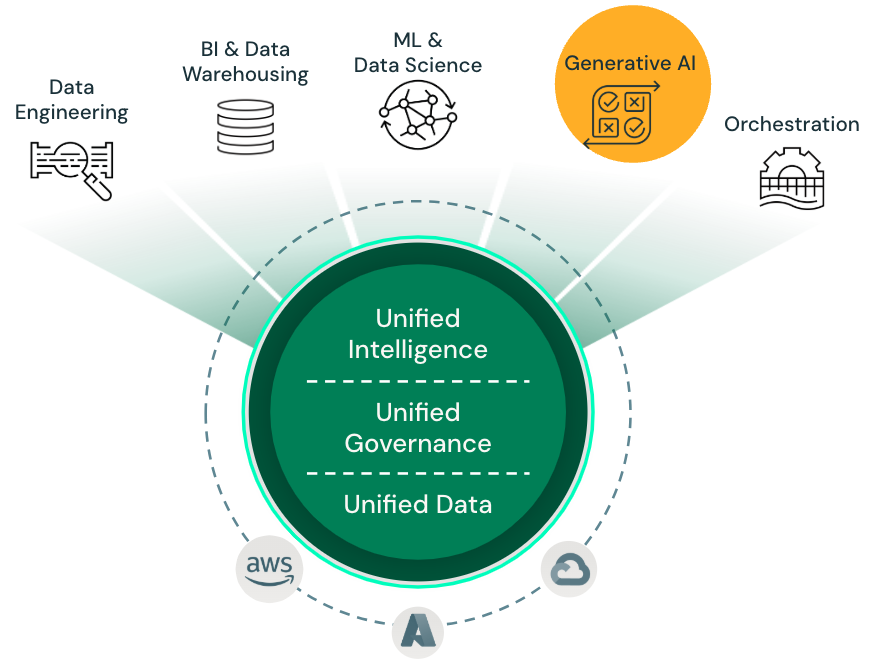 Data
Engineering
BI & Data
Warehousing
ML &
Data Science
Generative AI
Orchestration
Unified
Intelligence
Unified
Governance
Unified Data
aws